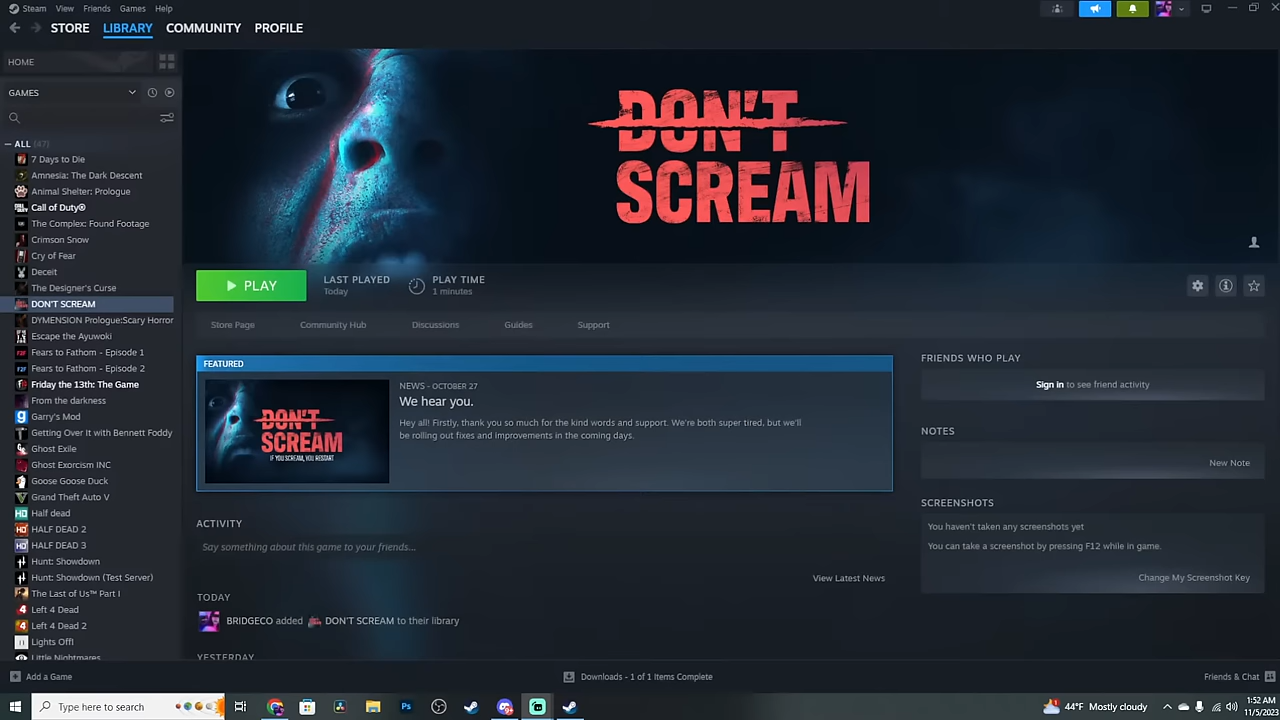 Steam View Friends Games Help
STORE LIBRARY COMMUNITY PROFILE
HOME
GAMES
ALL (47)
7 Days to Die
Amnesia: The Dark Descent
Animal Shelter: Prologue
Call of Duty®
The Complex: Found Footage
Crimson Snow
Cry of Fear
Deceit
The Designer's Curse
DON'T SCREAM
DYMENSION Prologue:Scary Horror
Escape the Ayuwoki
Fears to Fathom - Episode 1
Fears to Fathom - Episode 2
Friday the 13th: The Game
From the darkness
Garry's Mod
Getting Over It with Bennett Foddy
Ghost Exile
Ghost Exorcism INC
Goose Goose Duck
Grand Theft Auto V
Half dead
HALF DEAD 2
HALF DEAD 3
Hunt: Showdown
Hunt: Showdown (Test Server)
The Last of Us™ Part I
Left 4 Dead
Left 4 Dead 2
Lights Off!
Little Nightmares
DON'T
SCREAM
PLAY
LAST PLAYED
Today
PLAY TIME
1 minutes
Store Page Community Hub Discussions Guides Support
FEATURED
DON'T
SCREAM
IF YOU SCREAM, YOU RESTART
NEWS - OCTOBER 27
We hear you.
Hey all! Firstly, thank you so much for the kind words and support. We're both super tired, but we'll
be rolling out fixes and improvements in the coming days.
ACTIVITY
Say something about this game to your friends...
View Latest News
TODAY
BRIDGECO added DON'T SCREAM to their library
YESTERDAY
FRIENDS WHO PLAY
Sign in to see friend activity
NOTES
New Note
SCREENSHOTS
You haven't taken any screenshots yet
You can take a screenshot by pressing F12 while in game.
Change My Screenshot Key
Add a Game
Downloads - 1 of 1 Items Complete
Friends & Chat
Type here to search
44°F Mostly cloudy
1:52 AM
11/5/2023